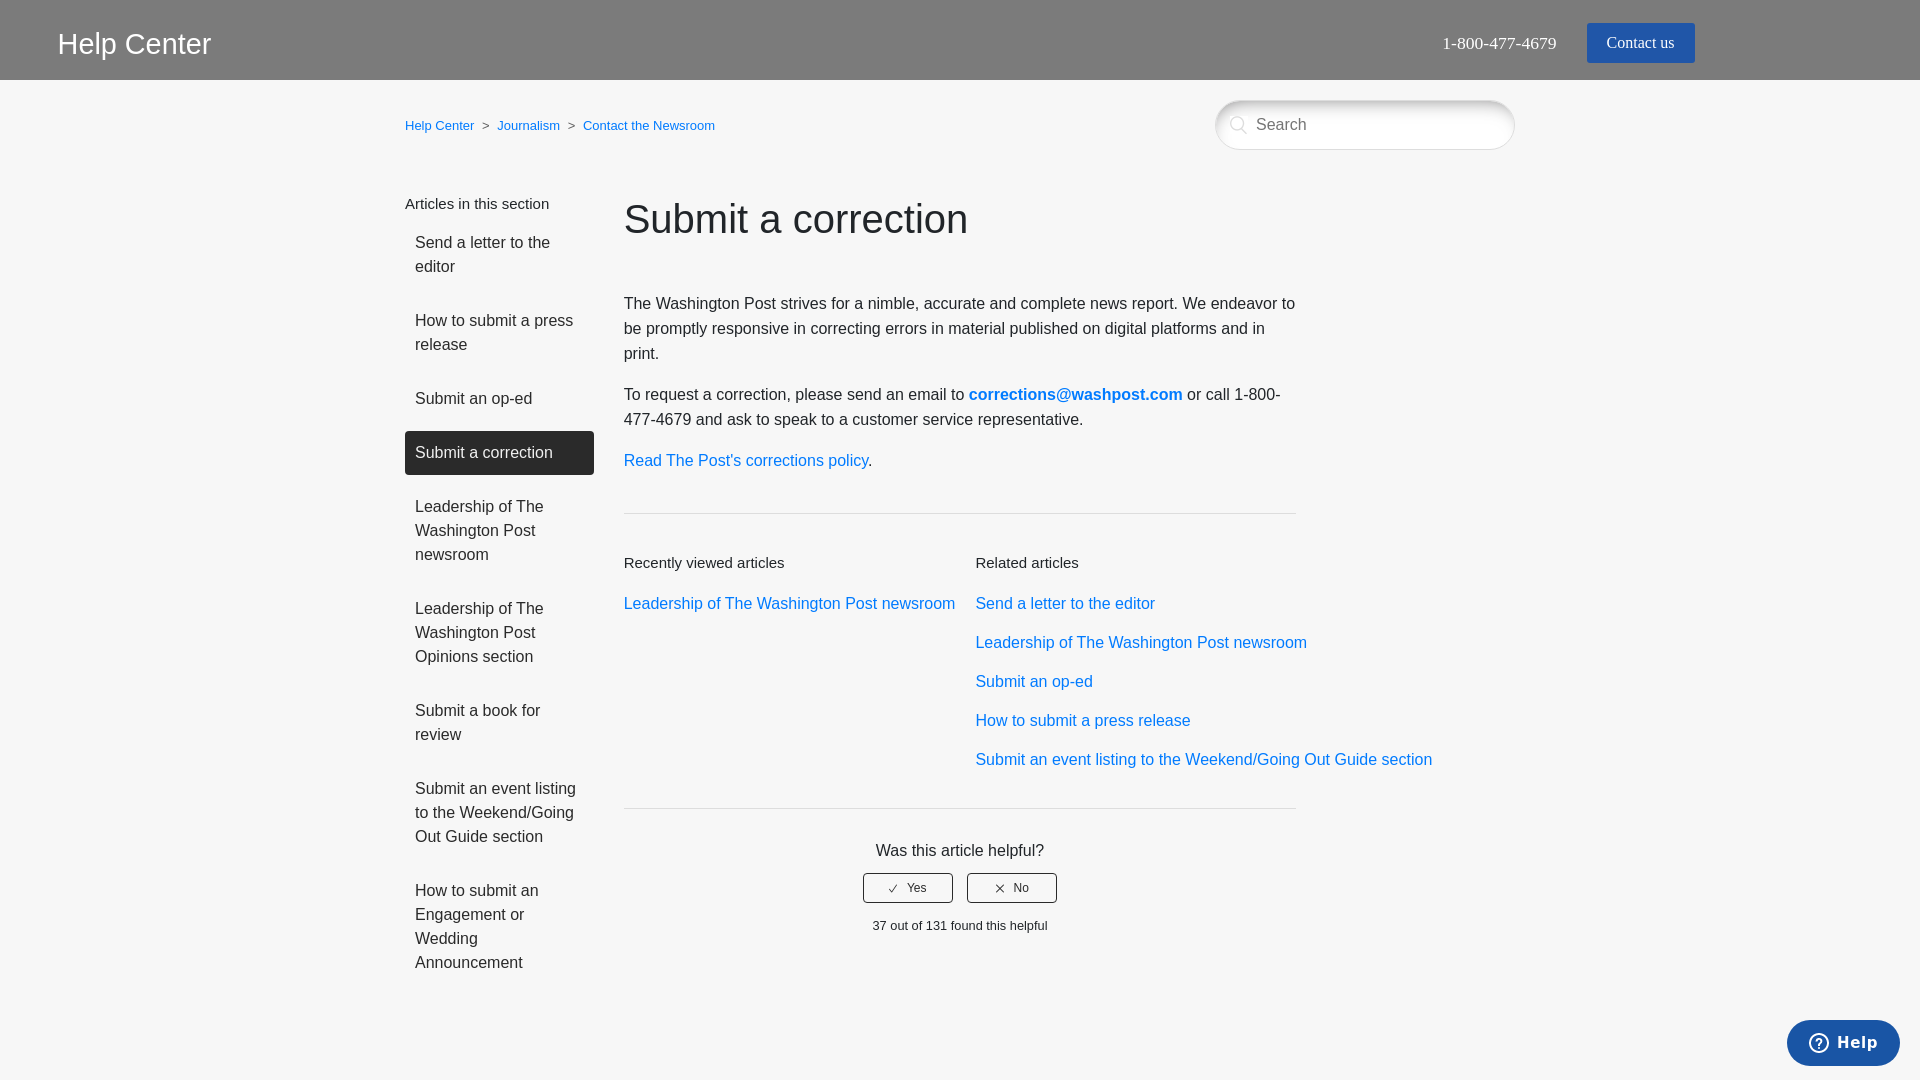 Help Center
1-800-477-4679
Contact us
Help Center > Journalism > Contact the Newsroom
Search
Articles in this section
Send a letter to the
editor
How to submit a press
release
Submit an op-ed
Submit a correction
Leadership of The
Washington Post
newsroom
Leadership of The
Washington Post
Opinions section
Submit a book for
review
Submit an event listing
to the Weekend/Going
Out Guide section
How to submit an
Engagement or
Wedding
Announcement
Submit a correction
The Washington Post strives for a nimble, accurate and complete news report. We endeavor to
be promptly responsive in correcting errors in material published on digital platforms and in
print.
To request a correction, please send an email to corrections@washpost.com or call 1-800-
477-4679 and ask to speak to a customer service representative.
Read The Post's corrections policy.
Recently viewed articles
Leadership of The Washington Post newsroom
Related articles
Send a letter to the editor
Leadership of The Washington Post newsroom
Submit an op-ed
How to submit a press release
Submit an event listing to the Weekend/Going Out Guide section
Was this article helpful?
Yes
No
37 out of 131 found this helpful
Help